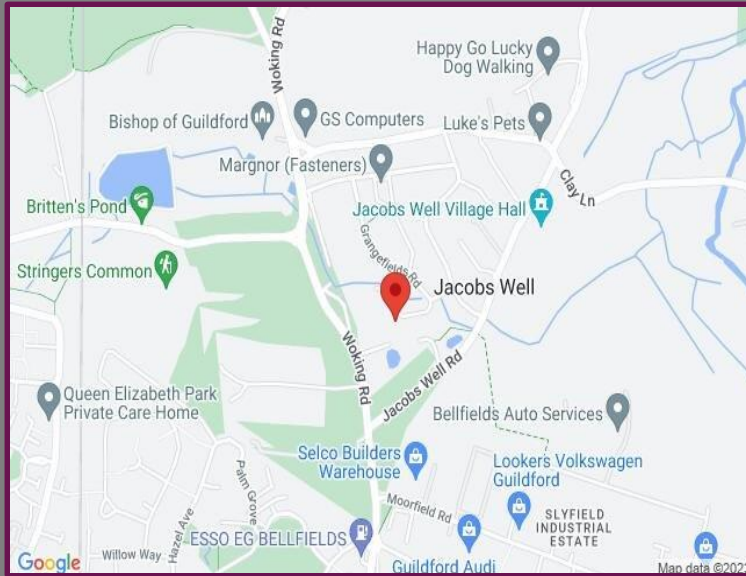 Woking Rd
Happy Go Lucky
Dog Walking
Bishop of Guildford
GS Computers
Luke's Pets
Margnor (Fasteners)
Clay Ln
Britten's Pond
Jacobs Well Village Hall
Grangefields Rd
Stringers Common
Jacobs Well
Woking Rd
Jacobs Well Rd
Queen Elizabeth Park
Private Care Home
Bellfields Auto Services
Selco Builders
Warehouse
Lookers Volkswagen
Guildford
Palm Grove
Moorfield Rd
Hazel Ave
SLYFIELD
INDUSTRIAL
ESTATE
Willow Way
ESSO EG BELLFIELDS
Guildford Audi
Google
Map data ©202